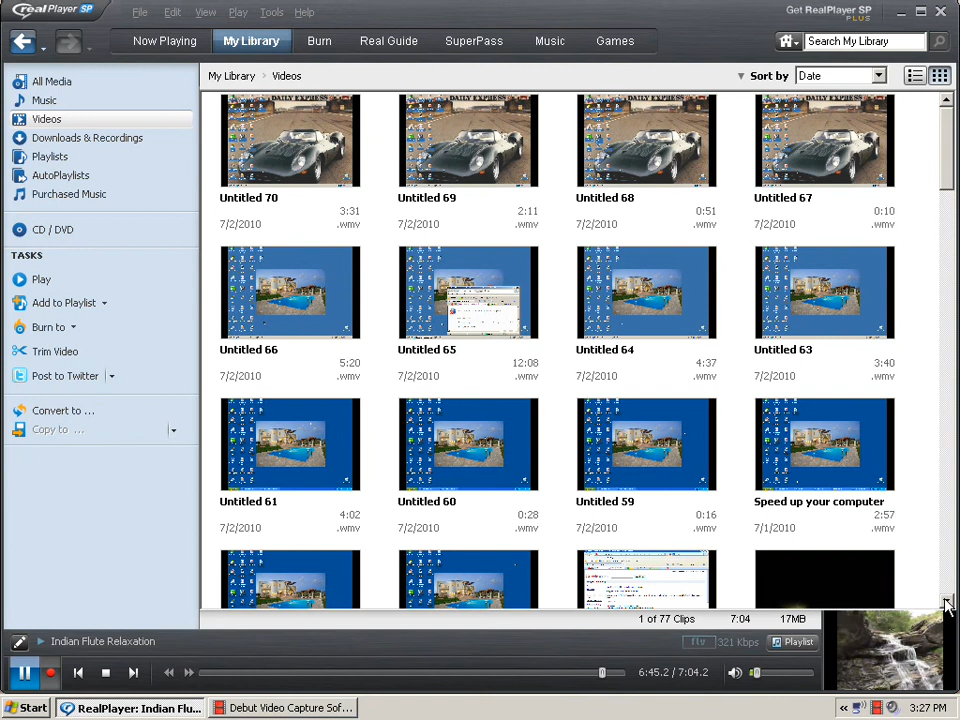 realPlayer SP
File Edit View Play Tools Help
Get RealPlayer SP
PLUS
Now Playing My Library Burn Real Guide SuperPass Music Games
Search My Library
All Media
Music
Videos
Downloads & Recordings
Playlists
AutoPlaylists
Purchased Music
CD / DVD
TASKS
Play
Add to Playlist
Burn to
Trim Video
Post to Twitter
Convert to ...
Copy to ...
My Library > Videos
Sort by Date
DAILY EXPRESS DAILY EXPRESS DAILY EXPRESS DAILY EXPRESS
Untitled 70 Untitled 69 Untitled 68 Untitled 67
3:31 2:11 0:51 0:10
7/2/2010 .wmv 7/2/2010 .wmv 7/2/2010 .wmv 7/2/2010 .wmv
Untitled 66 Untitled 65 Untitled 64 Untitled 63
5:20 12:08 4:37 3:40
7/2/2010 .wmv 7/2/2010 .wmv 7/2/2010 .wmv 7/2/2010 .wmv
Untitled 61 Untitled 60 Untitled 59 Speed up your computer
4:02 0:28 0:16 2:57
7/2/2010 .wmv 7/2/2010 .wmv 7/2/2010 .wmv 7/1/2010 .wmv
1 of 77 Clips 7:04 17MB
Indian Flute Relaxation
flv 321 Kbps Playlist
6:45.2 / 7:04.2
Start RealPlayer: Indian Flu... Debut Video Capture Sof... « 3:27 PM